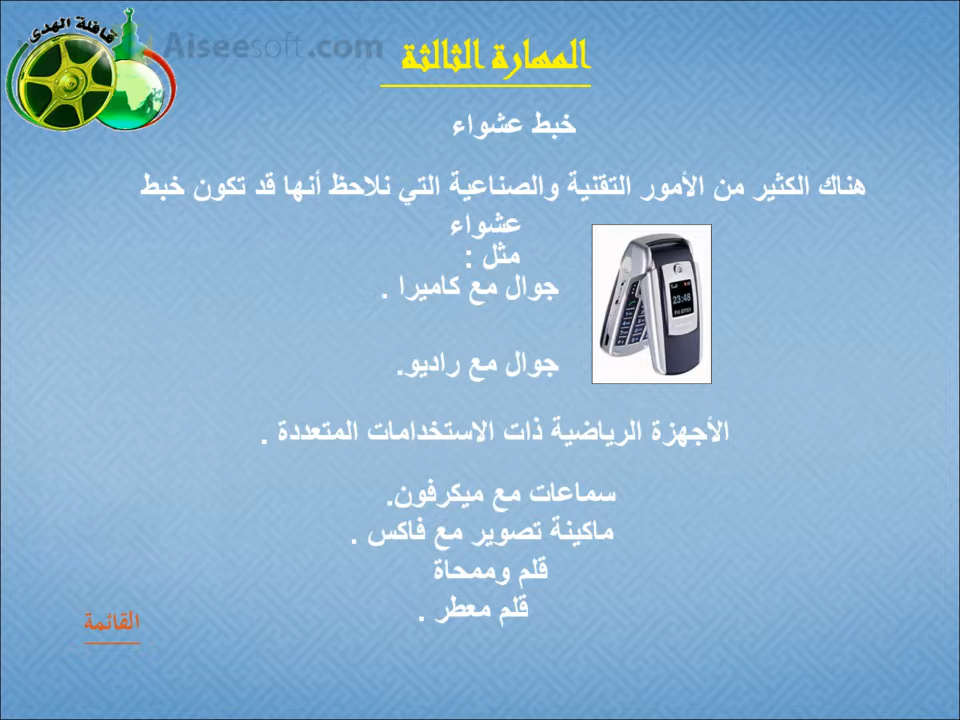 قافلة الهدى
Aiseesoft.com
المهارة الثالثة
خبط عشواء
هناك الكثير من الأمور التقنية والصناعية التي نلاحظ أنها قد تكون خبط
عشواء
مثل :
جوال مع كاميرا .
23:48
جوال مع راديو.
الأجهزة الرياضية ذات الاستخدامات المتعددة .
سماعات مع ميكرفون.
ماكينة تصوير مع فاكس .
قلم وممحاة
قلم معطر .
القائمة